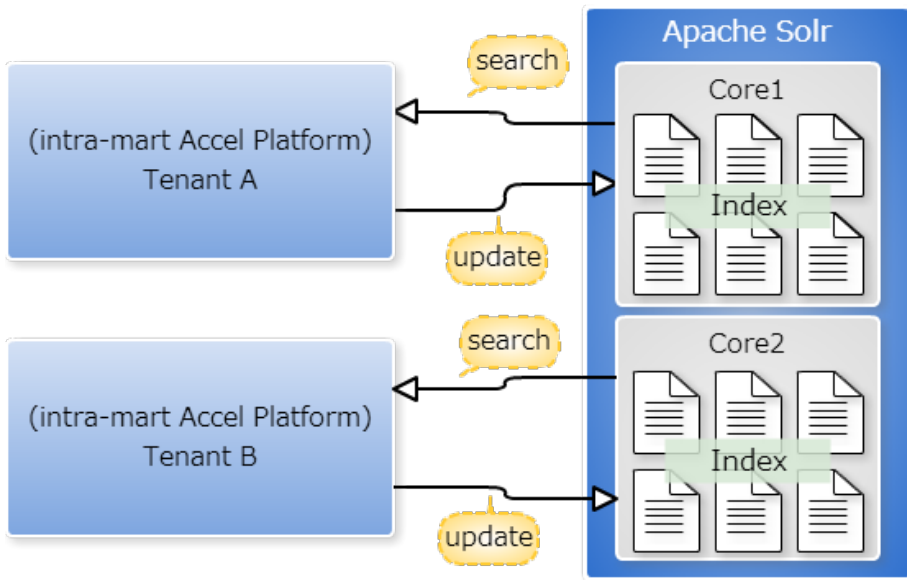 Apache Solr
search
Core1
(intra-mart Accel Platform)
Tenant A
Index
update
search
Core2
(intra-mart Accel Platform)
Tenant B
Index
update